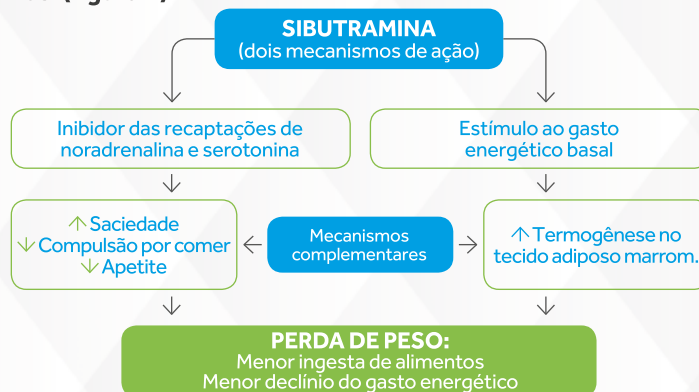 SIBUTRAMINA
(dois mecanismos de ação)
Inibidor das recaptações de
noradrenalina e serotonina
Estímulo ao gasto
energético basal
↑ Saciedade
↓ Compulsão por comer
↓ Apetite
Mecanismos
complementares
↑ Termogênese no
tecido adiposo marrom.
PERDA DE PESO:
Menor ingesta de alimentos
Menor declínio do gasto energético